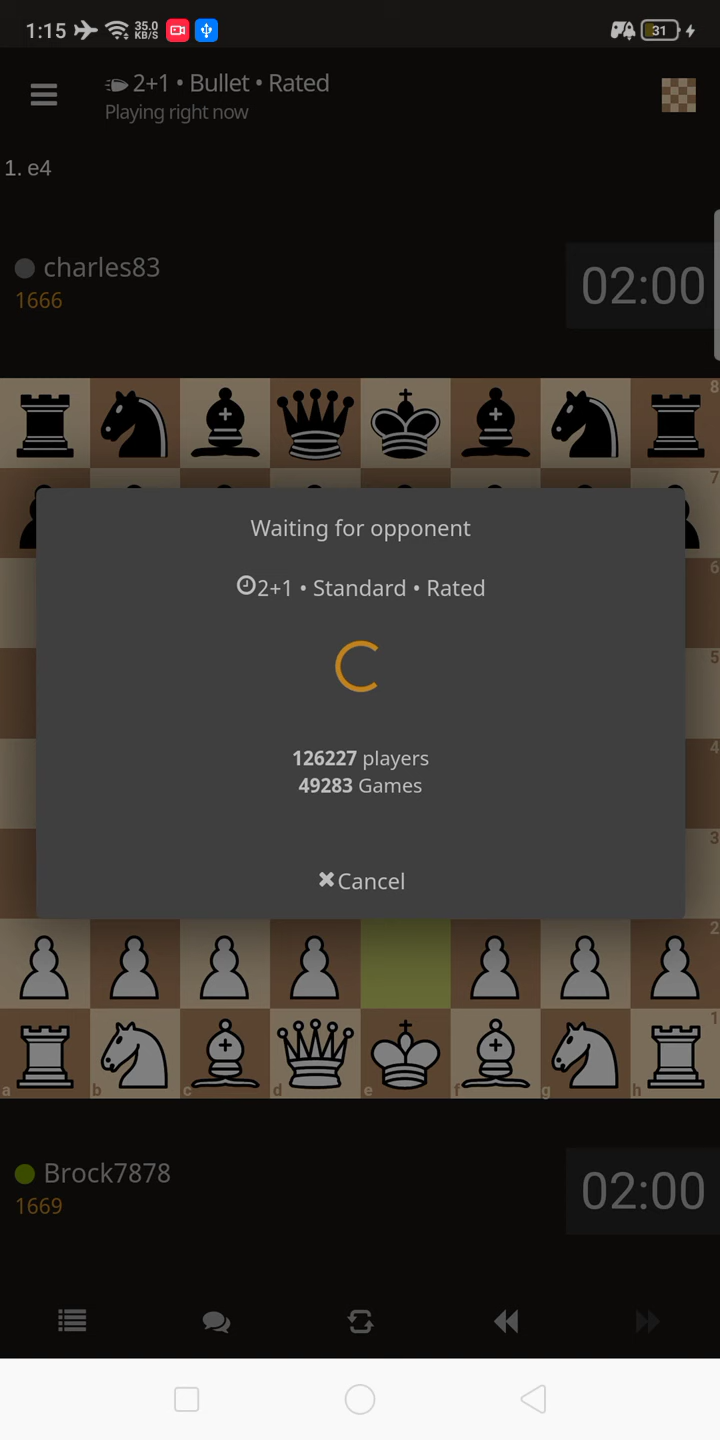 1:15 35.0 KB/S 31
2+1 • Bullet • Rated
Playing right now
1. e4
charles83
1666
02:00
8
7
Waiting for opponent
6
2+1 • Standard • Rated
5
4
126227 players
49283 Games
3
Cancel
2
1
a b c d e f g h
Brock7878
1669
02:00